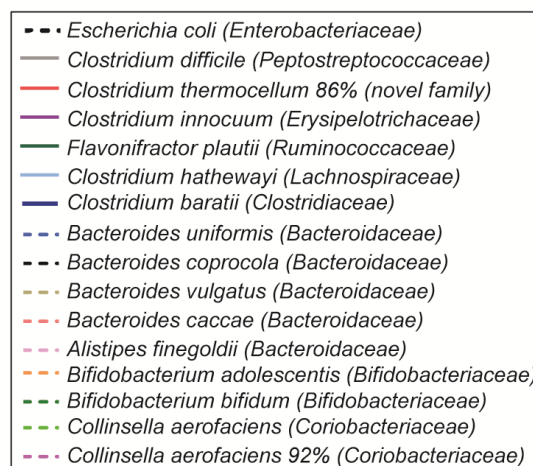 Escherichia coli (Enterobacteriaceae)
Clostridium difficile (Peptostreptococcaceae)
Clostridium thermocellum 86% (novel family)
Clostridium innocuum (Erysipelotrichaceae)
Flavonifractor plautii (Ruminococcaceae)
Clostridium hathewayi (Lachnospiraceae)
Clostridium baratii (Clostridiaceae)
Bacteroides uniformis (Bacteroidaceae)
Bacteroides coprocola (Bacteroidaceae)
Bacteroides vulgatus (Bacteroidaceae)
Bacteroides caccae (Bacteroidaceae)
Alistipes finegoldii (Bacteroidaceae)
Bifidobacterium adolescentis (Bifidobacteriaceae)
Bifidobacterium bifidum (Bifidobacteriaceae)
Collinsella aerofaciens (Coriobacteriaceae)
Collinsella aerofaciens 92% (Coriobacteriaceae)